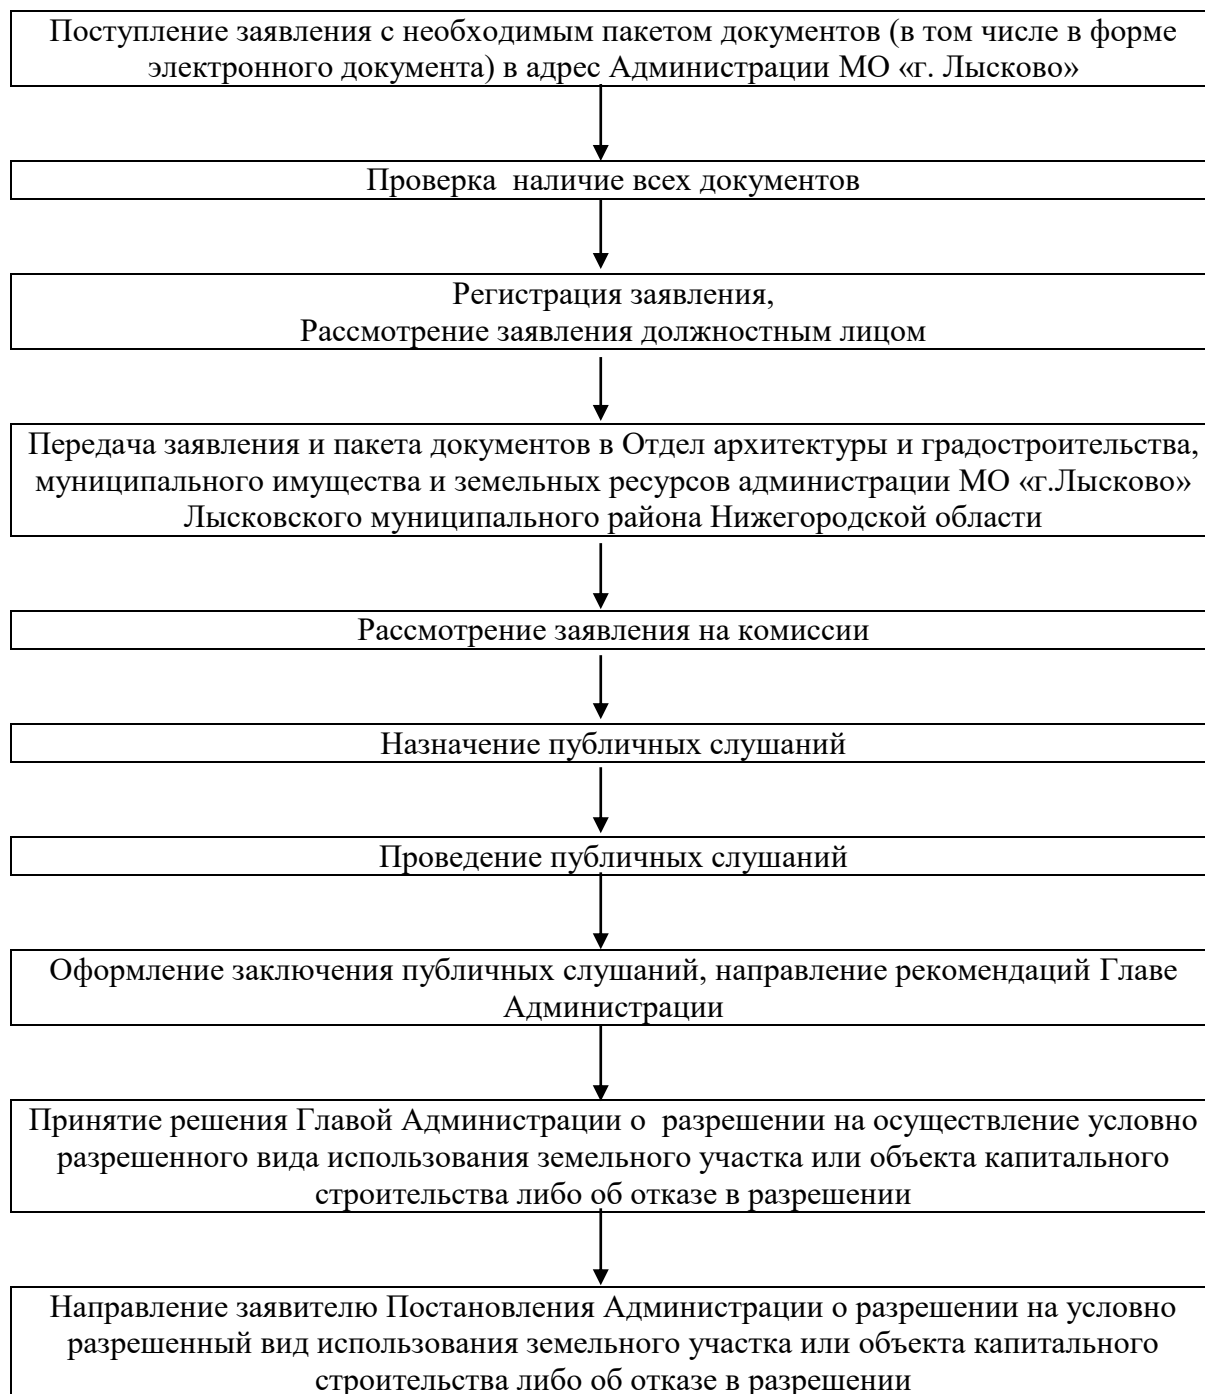 Поступление заявления с необходимым пакетом документов (в том числе в форме
электронного документа) в адрес Администрации МО «г. Лысково»
Проверка  наличие всех документов
Регистрация заявления,
Рассмотрение заявления должностным лицом
Передача заявления и пакета документов в Отдел архитектуры и градостроительства,
муниципального имущества и земельных ресурсов администрации МО «г.Лысково»
Лысковского муниципального района Нижегородской области
Рассмотрение заявления на комиссии
Назначение публичных слушаний
Проведение публичных слушаний
Оформление заключения публичных слушаний, направление рекомендаций Главе
Администрации
Принятие решения Главой Администрации о  разрешении на осуществление условно
разрешенного вида использования земельного участка или объекта капитального
строительства либо об отказе в разрешении
Направление заявителю Постановления Администрации о разрешении на условно
разрешенный вид использования земельного участка или объекта капитального
строительства либо об отказе в разрешении